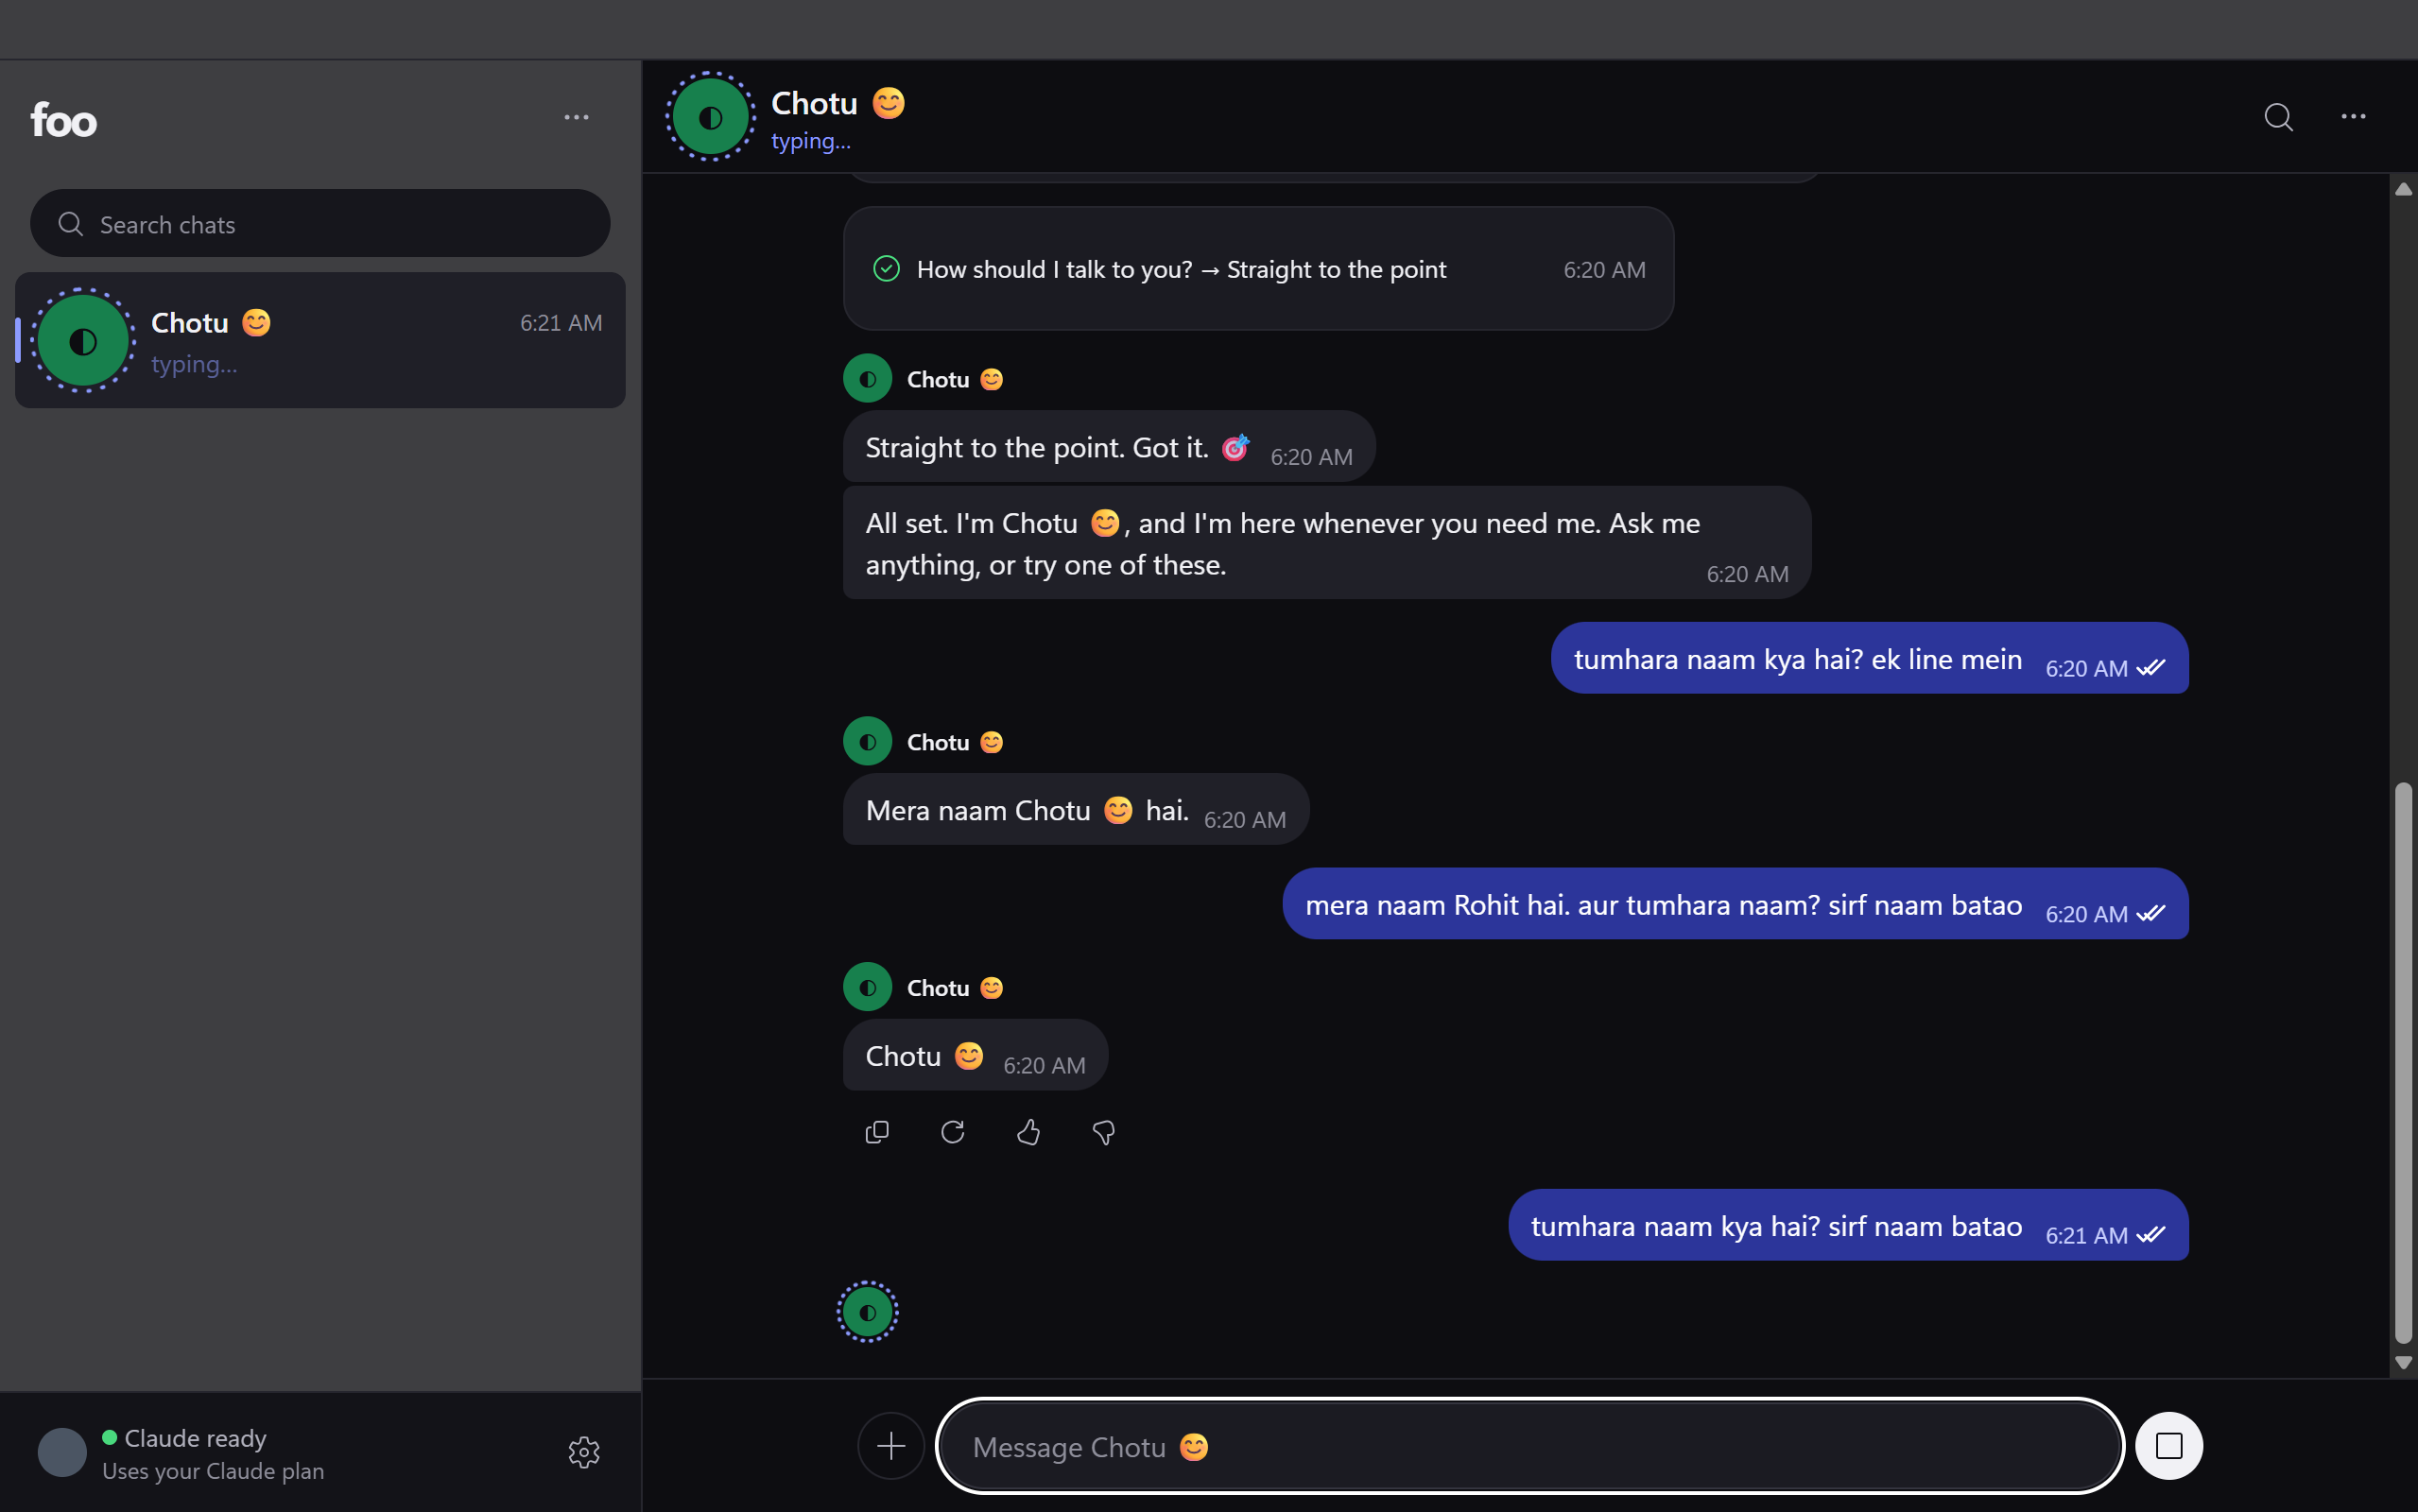 foo
Search chats
Chotu 😊
6:21 AM
typing...
Claude ready
Uses your Claude plan
Chotu 😊
typing...
How should I talk to you? → Straight to the point 6:20 AM
Chotu 😊
Straight to the point. Got it. 🎯 6:20 AM
All set. I'm Chotu 😊, and I'm here whenever you need me. Ask me
anything, or try one of these. 6:20 AM
tumhara naam kya hai? ek line mein 6:20 AM
Chotu 😊
Mera naam Chotu 😊 hai. 6:20 AM
mera naam Rohit hai. aur tumhara naam? sirf naam batao 6:20 AM
Chotu 😊
Chotu 😊 6:20 AM
tumhara naam kya hai? sirf naam batao 6:21 AM
Message Chotu 😊